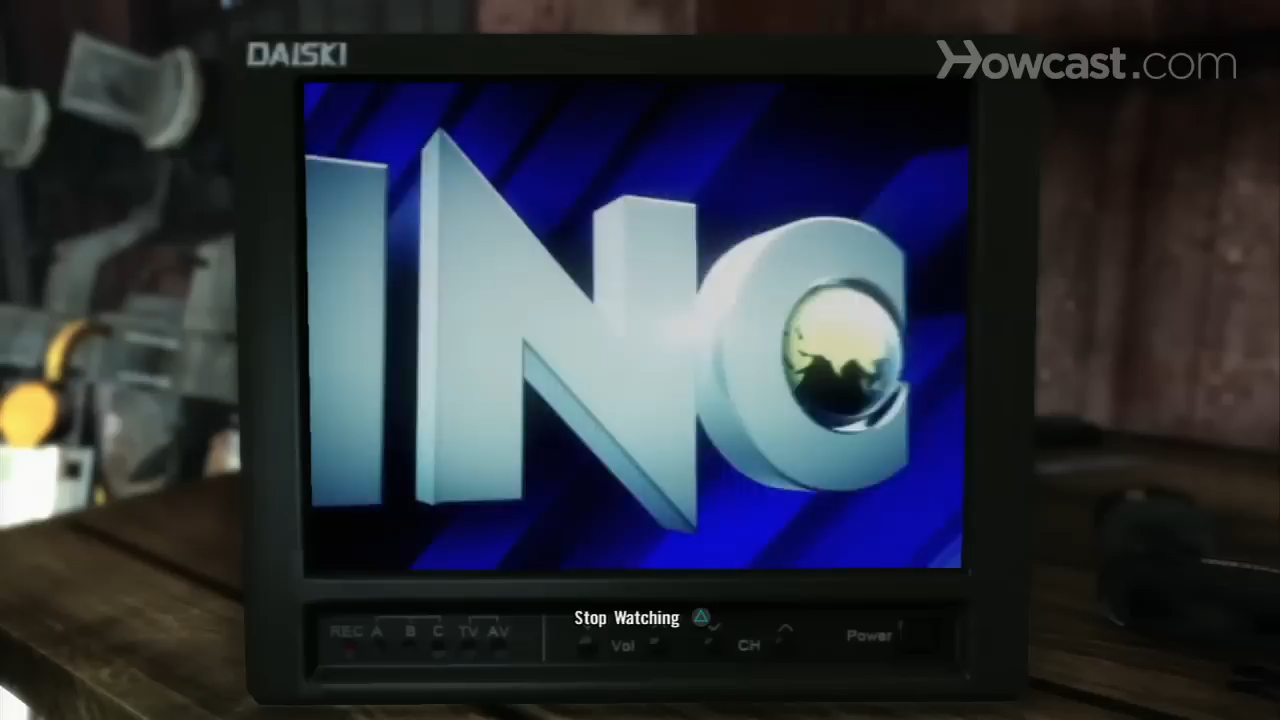 DAISKI
Howcast.com
INC
Stop Watching
REC A B C TV AV
Vol
CH
Power